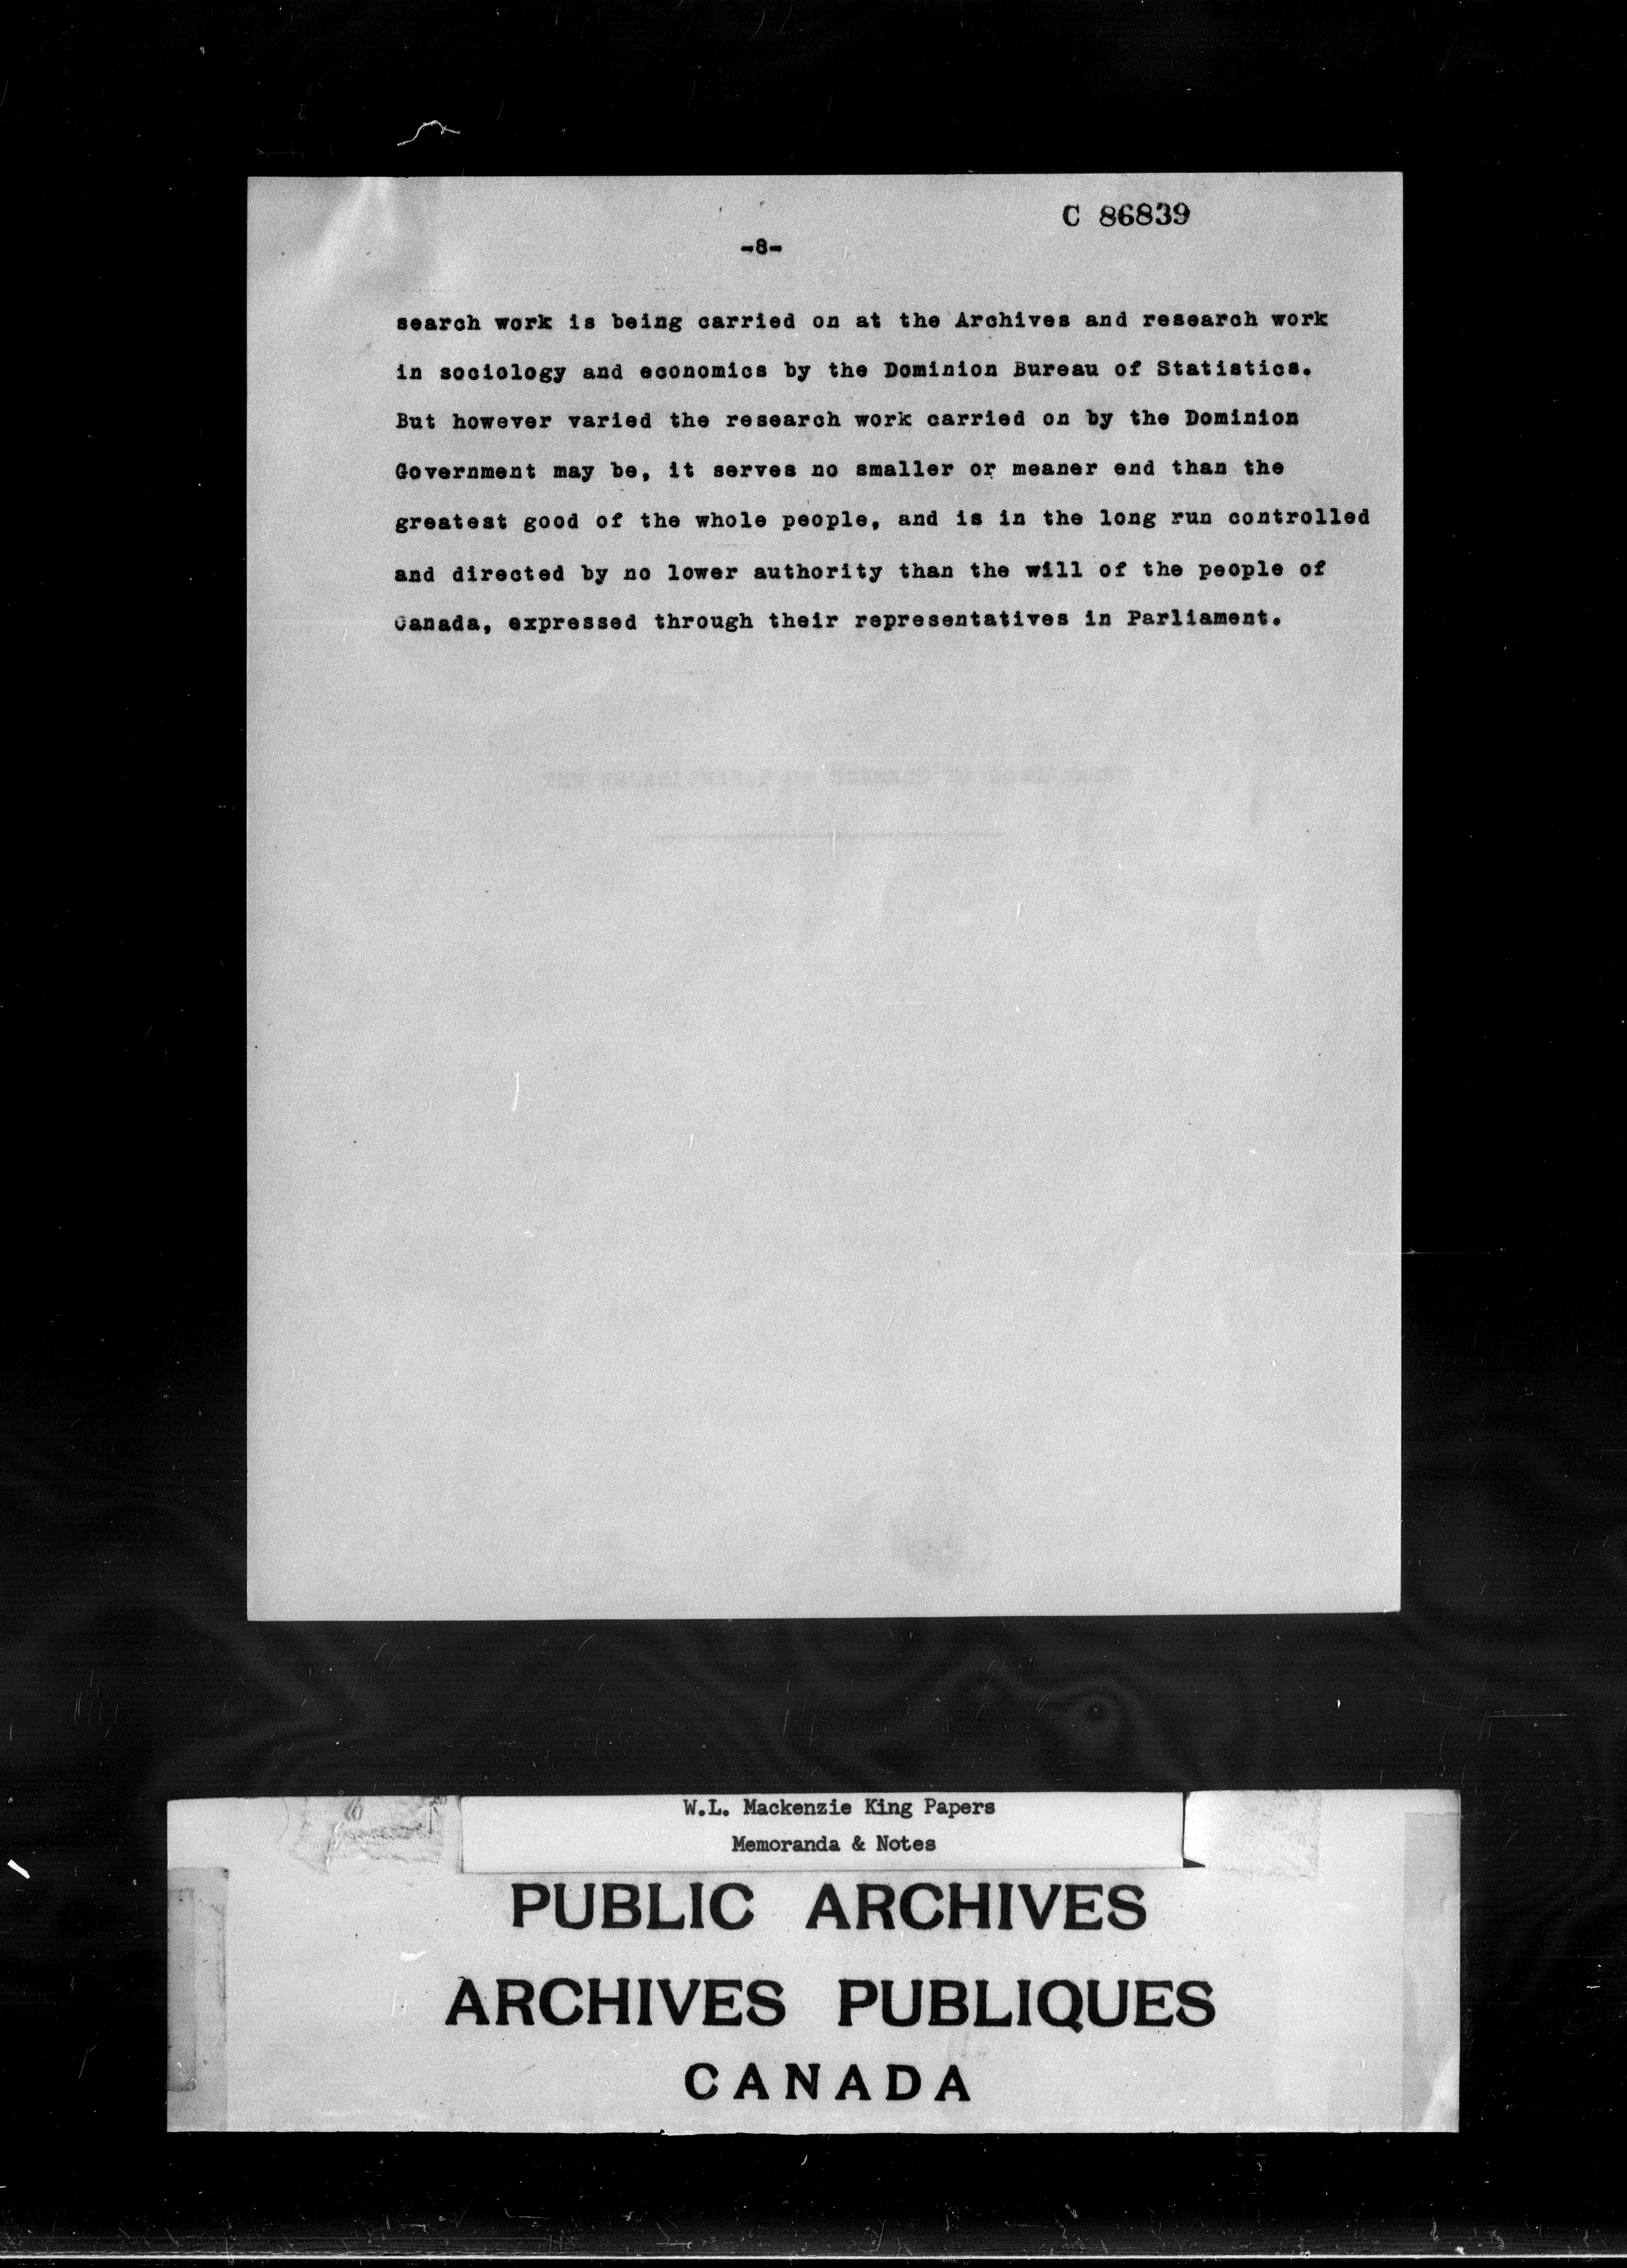 C 86839
-8-
search work is being carried on at the Archives and research work
in sociology and economics by the Dominion Bureau of Statistics.
But however varied the research work carried on by the Dominion
Government may be, it serves no smaller or meaner end than the
greatest good of the whole people, and is in the long run controlled
and directed by no lower authority than the will of the people of
Canada, expressed through their representatives in Parliament.
W.L. Mackenzie King Papers
Memoranda & Notes
PUBLIC ARCHIVES
ARCHIVES PUBLIQUES
CANADA